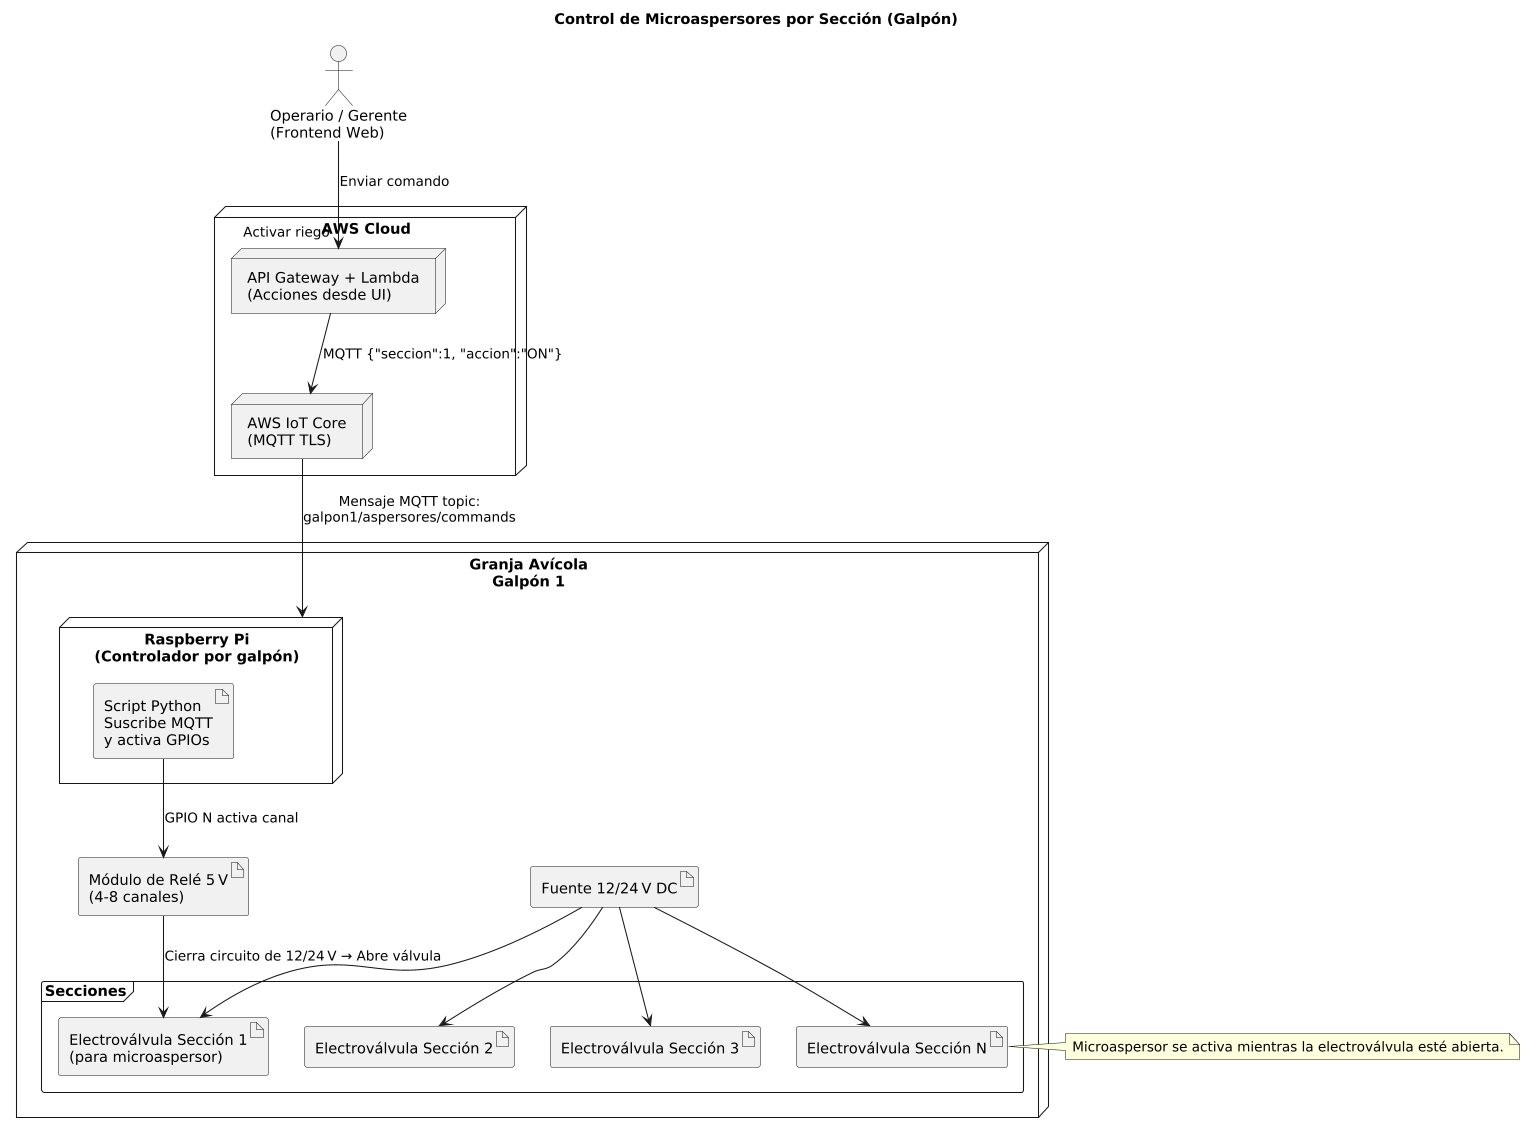 Control de Microaspersores por Sección (Galpón)
Operario / Gerente
(Frontend Web)
Enviar comando
AWS Cloud
Activar riego
API Gateway + Lambda
(Acciones desde UI)
MQTT {"seccion":1, "accion":"ON"}
AWS IoT Core
(MQTT TLS)
Mensaje MQTT topic:
galpon1/aspersores/commands
Granja Avícola
Galpón 1
Raspberry Pi
(Controlador por galpón)
Script Python
Suscribe MQTT
y activa GPIOs
GPIO N activa canal
Módulo de Relé 5 V
(4-8 canales)
Fuente 12/24 V DC
Cierra circuito de 12/24 V → Abre válvula
Secciones
Electroválvula Sección 1
(para microaspersor)
Electroválvula Sección 2
Electroválvula Sección 3
Electroválvula Sección N
Microaspersor se activa mientras la electroválvula esté abierta.